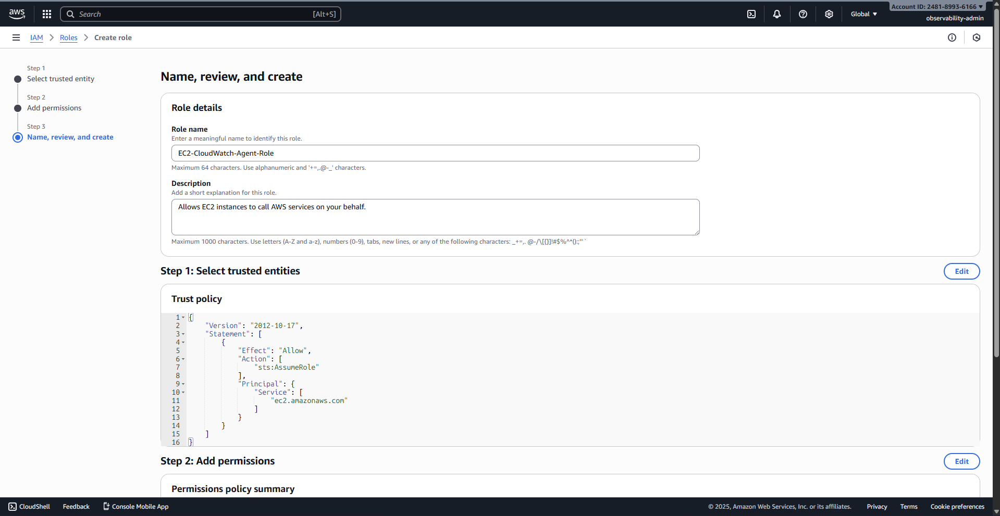 aws
Search [Alt+S]
Global
Account ID: 2481-8993-6166
observability-admin
IAM > Roles > Create role
Step 1
Select trusted entity
Step 2
Add permissions
Step 3
Name, review, and create
Name, review, and create
Role details
Role name
Enter a meaningful name to identify this role.
EC2-CloudWatch-Agent-Role
Maximum 64 characters. Use alphanumeric and '+=,.@-_' characters.
Description
Add a short explanation for this role.
Allows EC2 instances to call AWS services on your behalf.
Maximum 1000 characters. Use letters (A-Z and a-z), numbers (0-9), tabs, new lines, or any of the following characters: _+=,. @-/\[{}]!#$%^*();:"'`
Step 1: Select trusted entities
Edit
Trust policy
1 {
2 "Version": "2012-10-17",
3 "Statement": [
4 {
5 "Effect": "Allow",
6 "Action": [
7 "sts:AssumeRole"
8 ],
9 "Principal": {
10 "Service": [
11 "ec2.amazonaws.com"
12 ]
13 }
14 }
15 ]
16 }
Step 2: Add permissions
Edit
Permissions policy summary
CloudShell Feedback Console Mobile App © 2025, Amazon Web Services, Inc. or its affiliates. Privacy Terms Cookie preferences